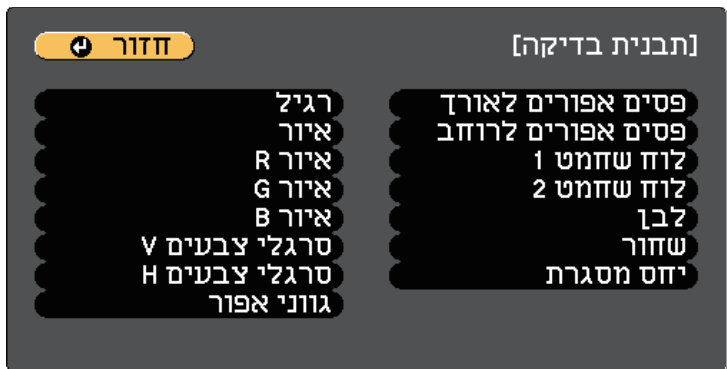 [תבנית בדיקה]
חזור
פסים אפורים לאורך
פסים אפורים לרוחב
לוח שחמט 1
לוח שחמט 2
לבן
שחור
יחס מסגרת
רגיל
איור
איור R
איור G
איור B
סרגלי צבעים V
סרגלי צבעים H
גווני אפור